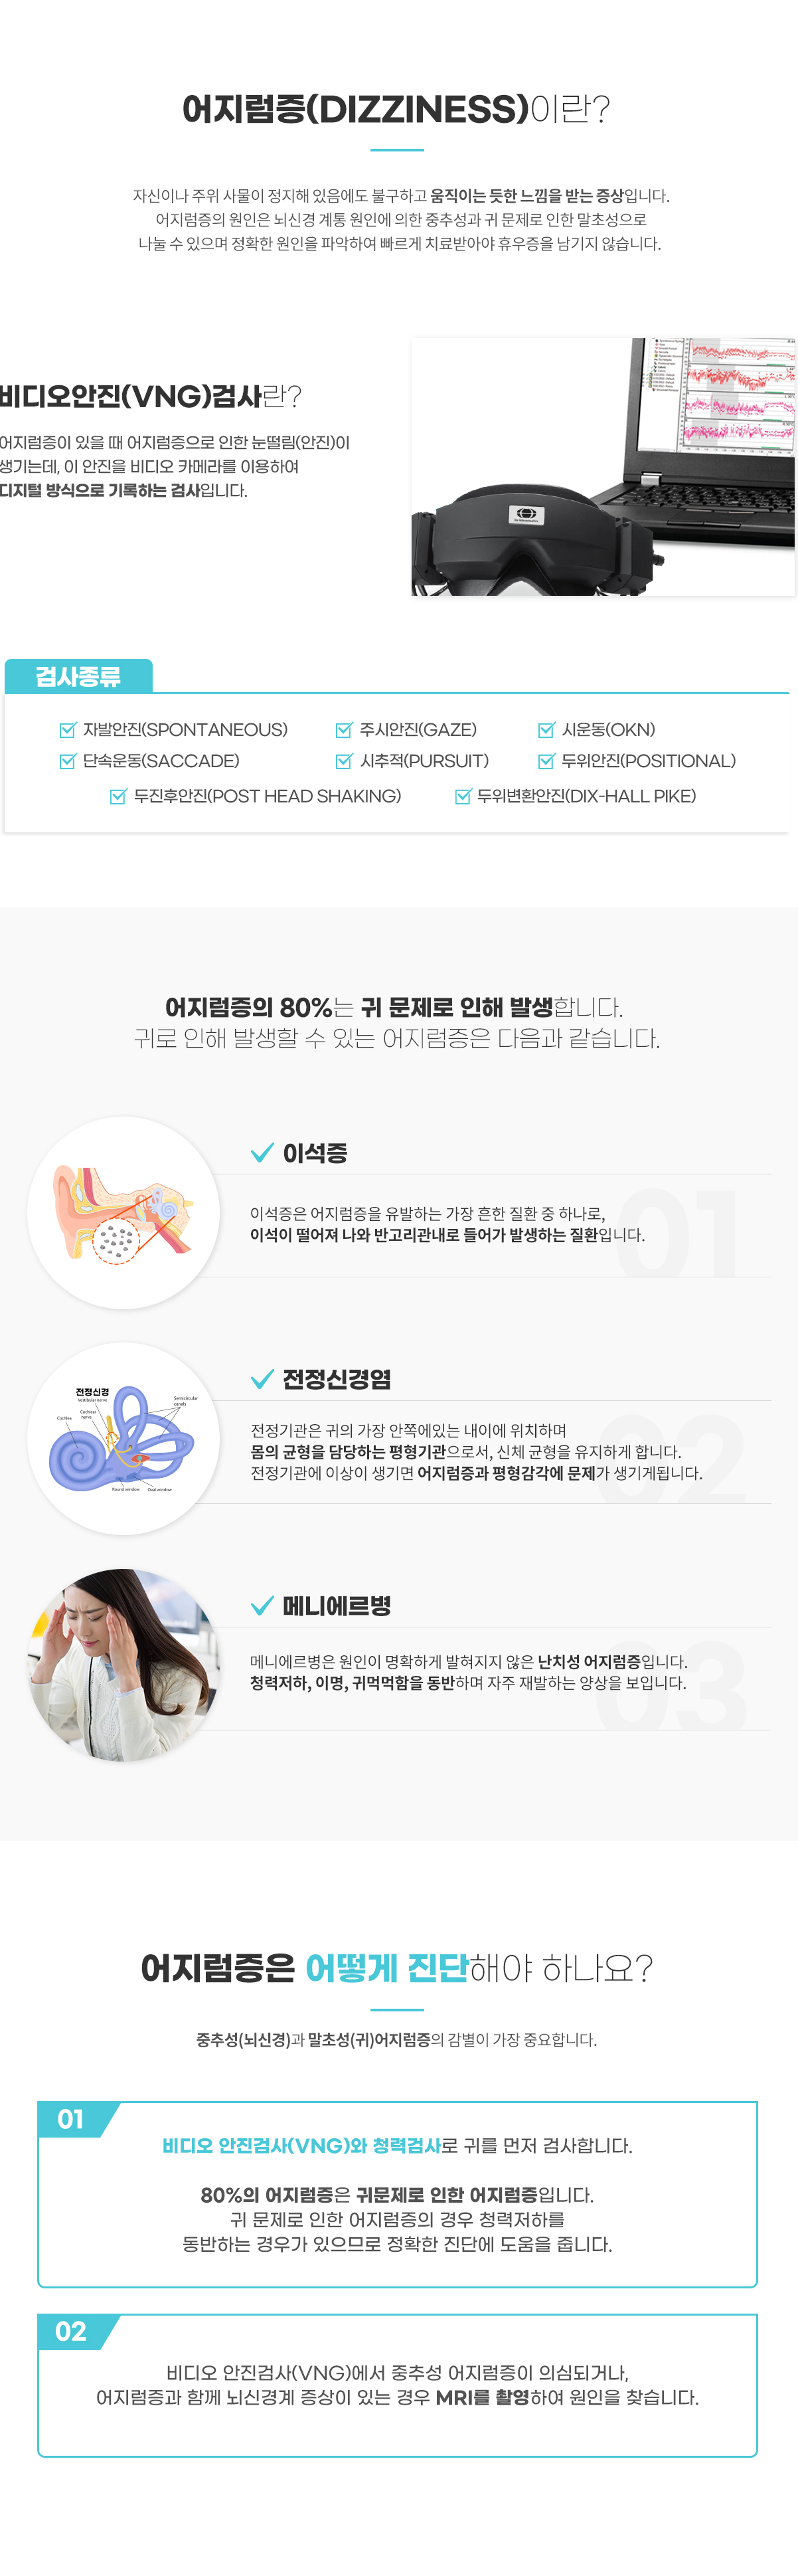 어지럼증(DIZZINESS)이란?
자신이나 주위 사물이 정지해 있음에도 불구하고 움직이는 듯한 느낌을 받는 증상입니다.
어지럼증의 원인은 뇌신경 계통 원인에 의한 중추성과 귀 문제로 인한 말초성으로
나눌 수 있으며 정확한 원인을 파악하여 빠르게 치료받아야 휴우증을 남기지 않습니다.
비디오안진(VNG)검사란?
어지럼증이 있을 때 어지럼증으로 인한 눈떨림(안진)이
생기는데, 이 안진을 비디오 카메라를 이용하여
디지털 방식으로 기록하는 검사입니다.
검사종류
자발안진(SPONTANEOUS)
주시안진(GAZE)
시운동(OKN)
단속운동(SACCADE)
시추적(PURSUIT)
두위안진(POSITIONAL)
두진후안진(POST HEAD SHAKING)
두위변환안진(DIX-HALL PIKE)
어지럼증의 80%는 귀 문제로 인해 발생합니다.
귀로 인해 발생할 수 있는 어지럼증은 다음과 같습니다.
이석증
이석증은 어지럼증을 유발하는 가장 흔한 질환 중 하나로,
이석이 떨어져 나와 반고리관내로 들어가 발생하는 질환입니다.
01
전정신경염
전정신경
Vestibular nerve
Semicircular
canals
Cochlear
nerve
Cochlea
Round window
Oval window
전정기관은 귀의 가장 안쪽에있는 내이에 위치하며
몸의 균형을 담당하는 평형기관으로서, 신체 균형을 유지하게 합니다.
전정기관에 이상이 생기면 어지럼증과 평형감각에 문제가 생기게됩니다.
02
메니에르병
메니에르병은 원인이 명확하게 발혀지지 않은 난치성 어지럼증입니다.
청력저하, 이명, 귀먹먹함을 동반하며 자주 재발하는 양상을 보입니다.
03
어지럼증은 어떻게 진단해야 하나요?
중추성(뇌신경)과 말초성(귀)어지럼증의 감별이 가장 중요합니다.
01
비디오 안진검사(VNG)와 청력검사로 귀를 먼저 검사합니다.
80%의 어지럼증은 귀문제로 인한 어지럼증입니다.
귀 문제로 인한 어지럼증의 경우 청력저하를
동반하는 경우가 있으므로 정확한 진단에 도움을 줍니다.
02
비디오 안진검사(VNG)에서 중추성 어지럼증이 의심되거나,
어지럼증과 함께 뇌신경계 증상이 있는 경우 MRI를 촬영하여 원인을 찾습니다.